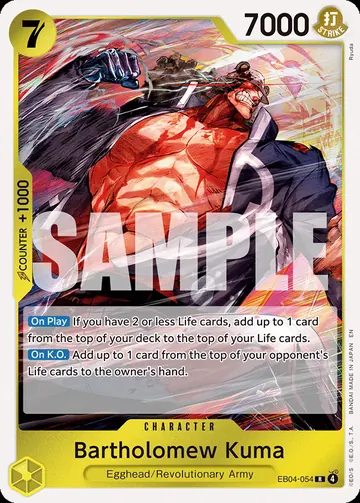 7
7000
打
STRIKE
Ryuda
COUNTER +1000
SAMPLE
On Play If you have 2 or less Life cards, add up to 1 card
from the top of your deck to the top of your Life cards.
On K.O. Add up to 1 card from the top of your opponent's
Life cards to the owner's hand.
CHARACTER
Bartholomew Kuma
Egghead/Revolutionary Army
EB04-054 R 4
©E.O./S. ©E.O./S., T.A. BANDAI MADE IN JAPAN EN